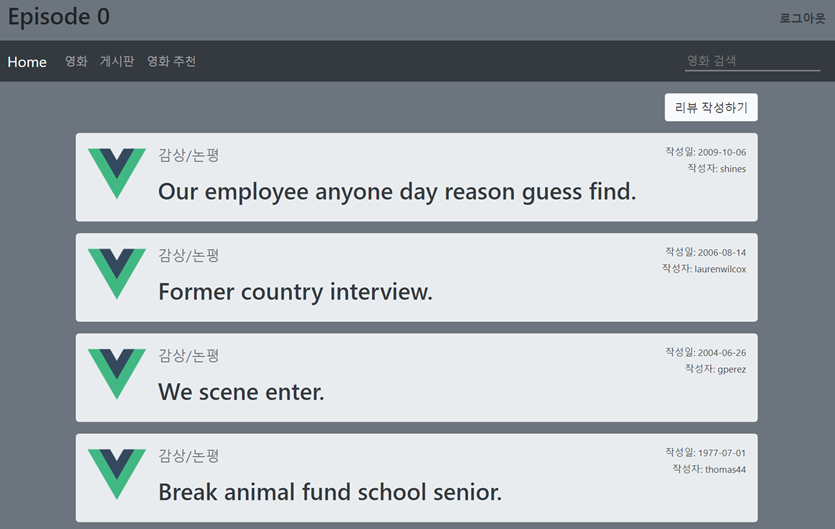 Episode 0
로그아웃
Home 영화 게시판 영화 추천 영화 검색
리뷰 작성하기
감상/논평
작성일: 2009-10-06
작성자: shines
Our employee anyone day reason guess find.
감상/논평
작성일: 2006-08-14
작성자: laurenwilcox
Former country interview.
감상/논평
작성일: 2004-06-26
작성자: gperez
We scene enter.
감상/논평
작성일: 1977-07-01
작성자: thomas44
Break animal fund school senior.